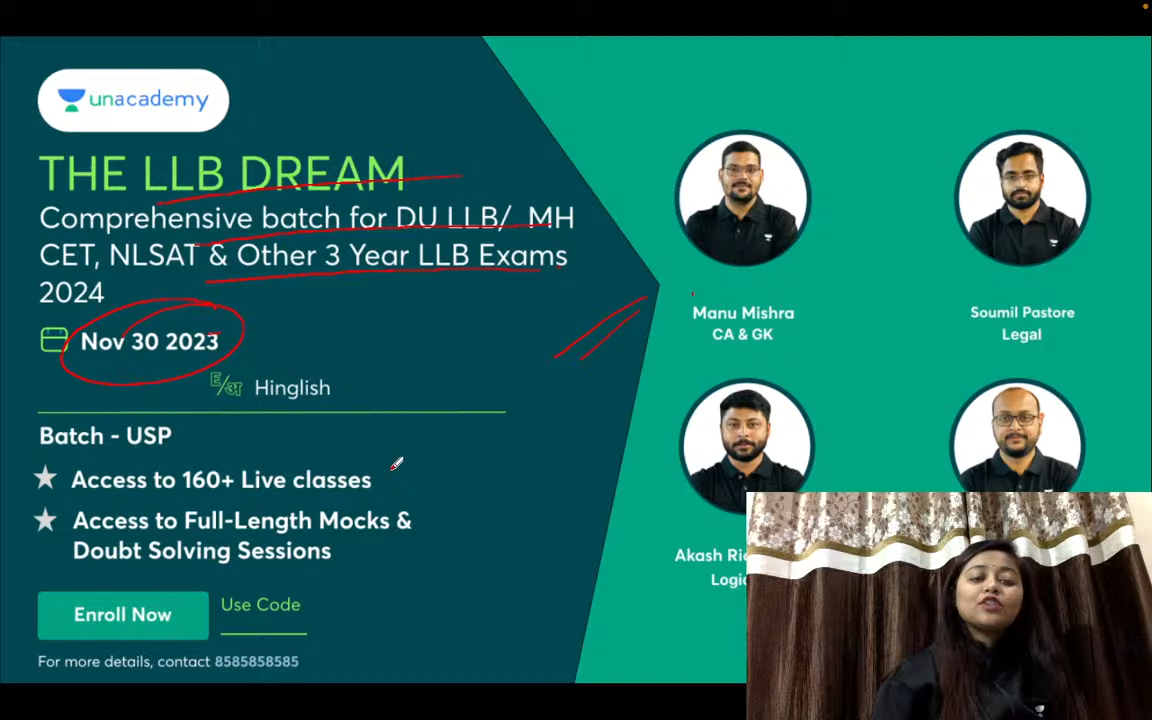 unacademy
THE LLB DREAM
Comprehensive batch for DU LLB/ MH
CET, NLSAT & Other 3 Year LLB Exams
2024
Nov 30 2023
E/अ Hinglish
Batch - USP
Access to 160+ Live classes
Access to Full-Length Mocks &
Doubt Solving Sessions
Enroll Now
Use Code
For more details, contact 8585858585
Manu Mishra
CA & GK
Soumil Pastore
Legal
Akash